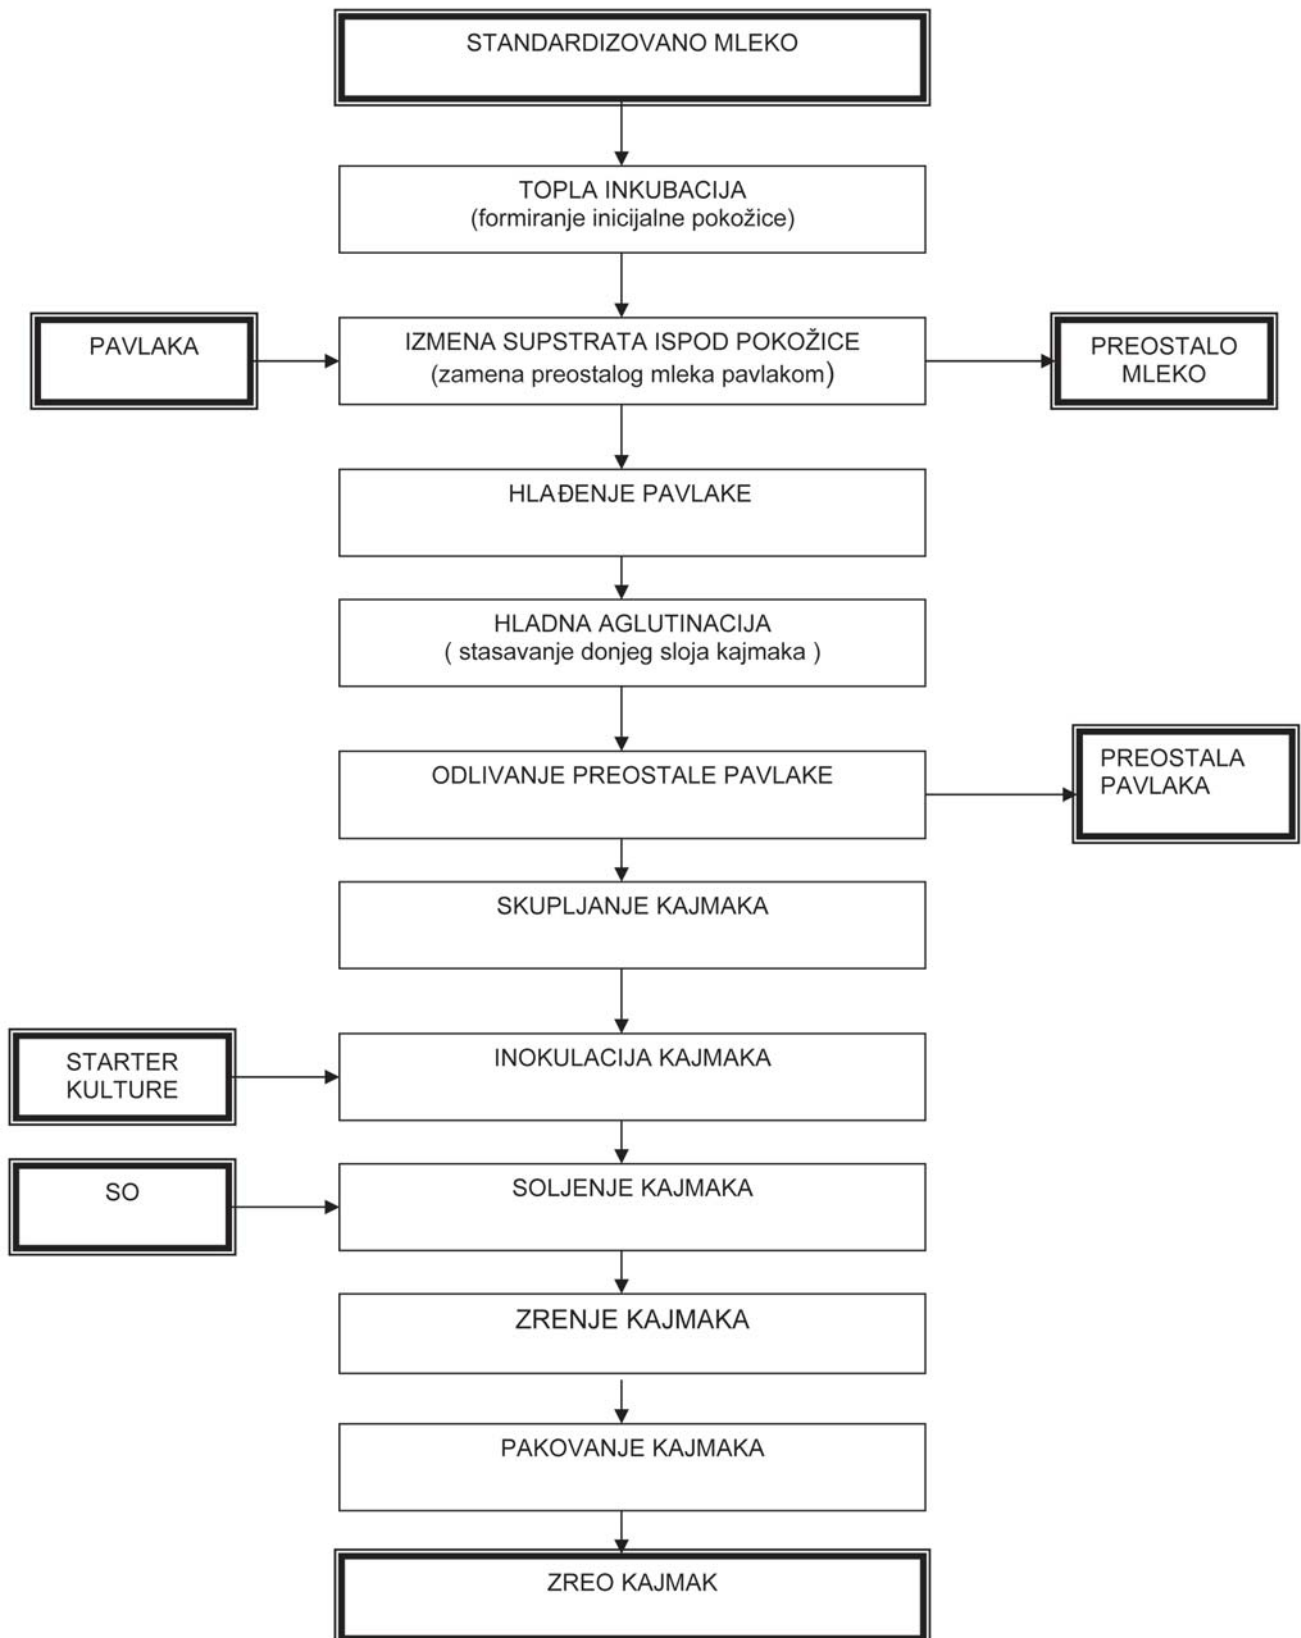 STANDARDIZOVANO MLEKO
TOPLA INKUBACIJA
(formiranje inicijalne pokožice)
PAVLAKA
IZMENA SUPSTRATA ISPOD POKOŽICE
(zamena preostalog mleka pavlakom)
PREOSTALO
MLEKO
HLAĐENJE PAVLAKE
HLADNA AGLUTINACIJA
( stasavanje donjeg sloja kajmaka )
ODLIVANJE PREOSTALE PAVLAKE
PREOSTALA
PAVLAKA
SKUPLJANJE KAJMAKA
STARTER
KULTURE
INOKULACIJA KAJMAKA
SO
SOLJENJE KAJMAKA
ZRENJE KAJMAKA
PAKOVANJE KAJMAKA
ZREO KAJMAK